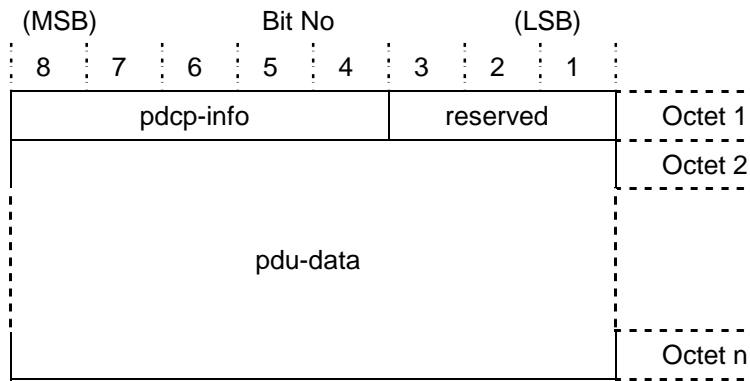 (MSB) Bit No (LSB)
8 7 6 5 4 3 2 1
pdcp-info reserved Octet 1
Octet 2
pdu-data
Octet n